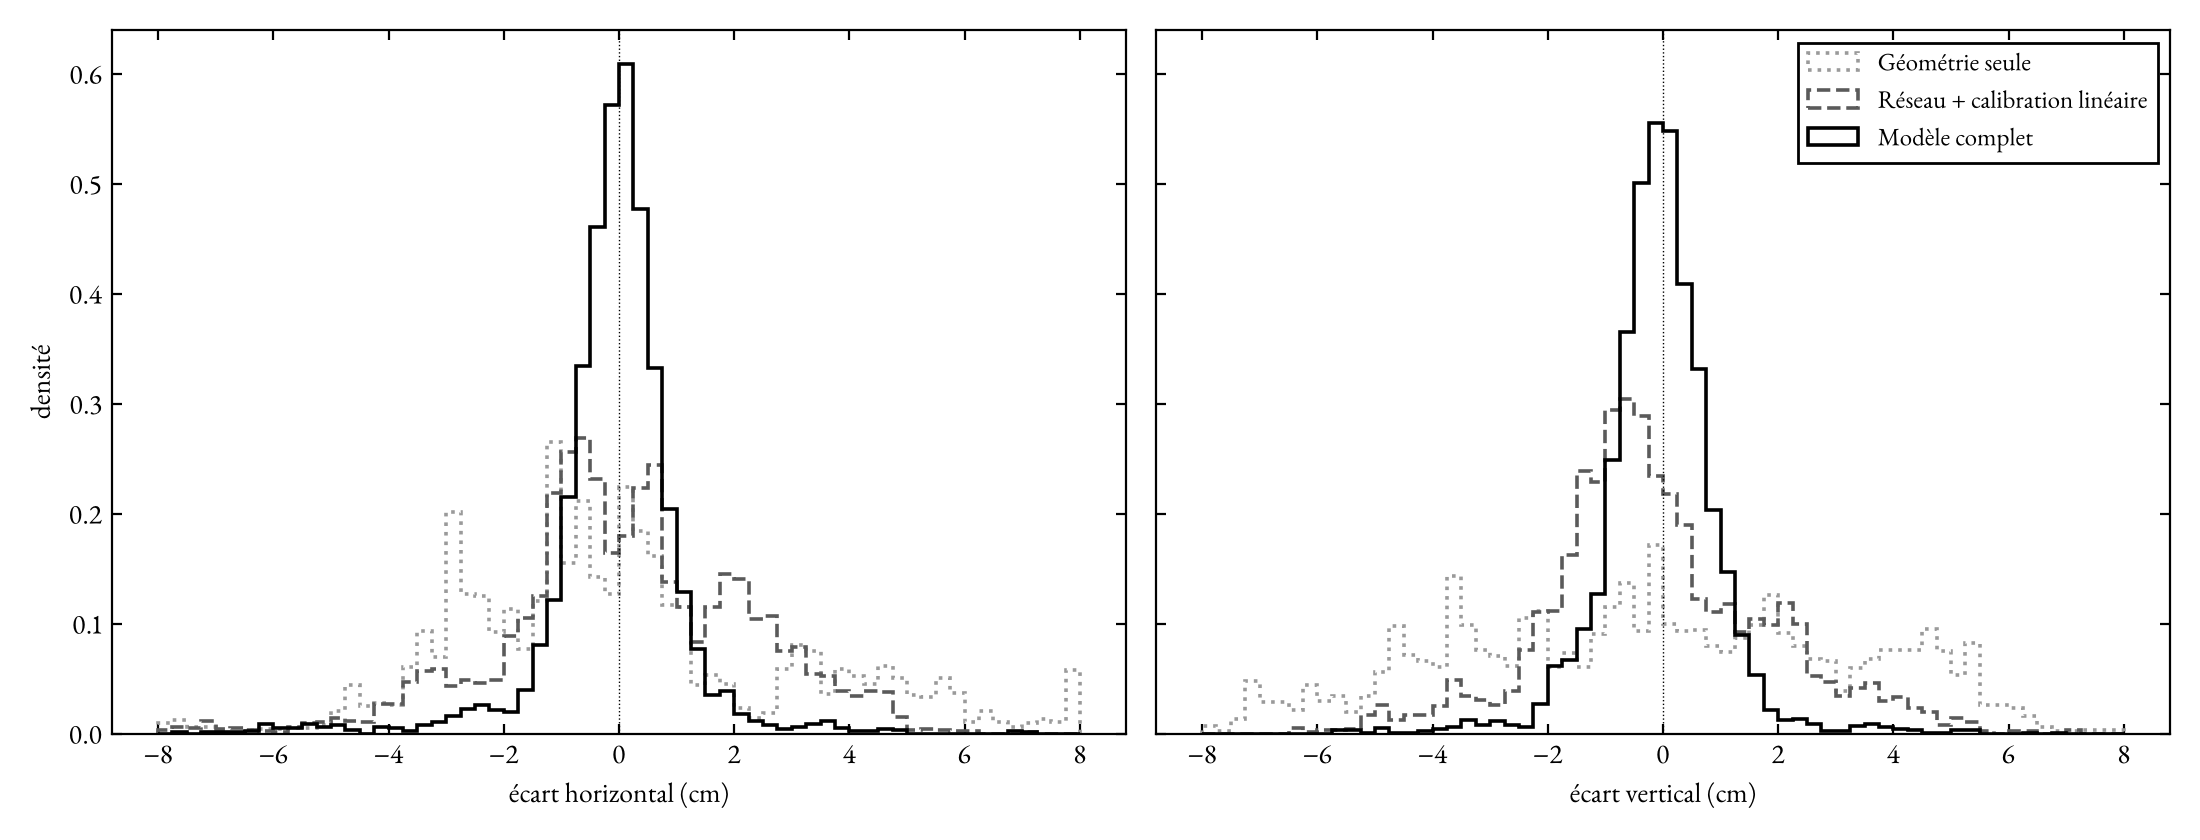 0.6
0.5
0.4
0.3
0.2
0.1
0.0
densité
−8 −6 −4 −2 0 2 4 6 8
écart horizontal (cm)
Géométrie seule
Réseau + calibration linéaire
Modèle complet
−8 −6 −4 −2 0 2 4 6 8
écart vertical (cm)